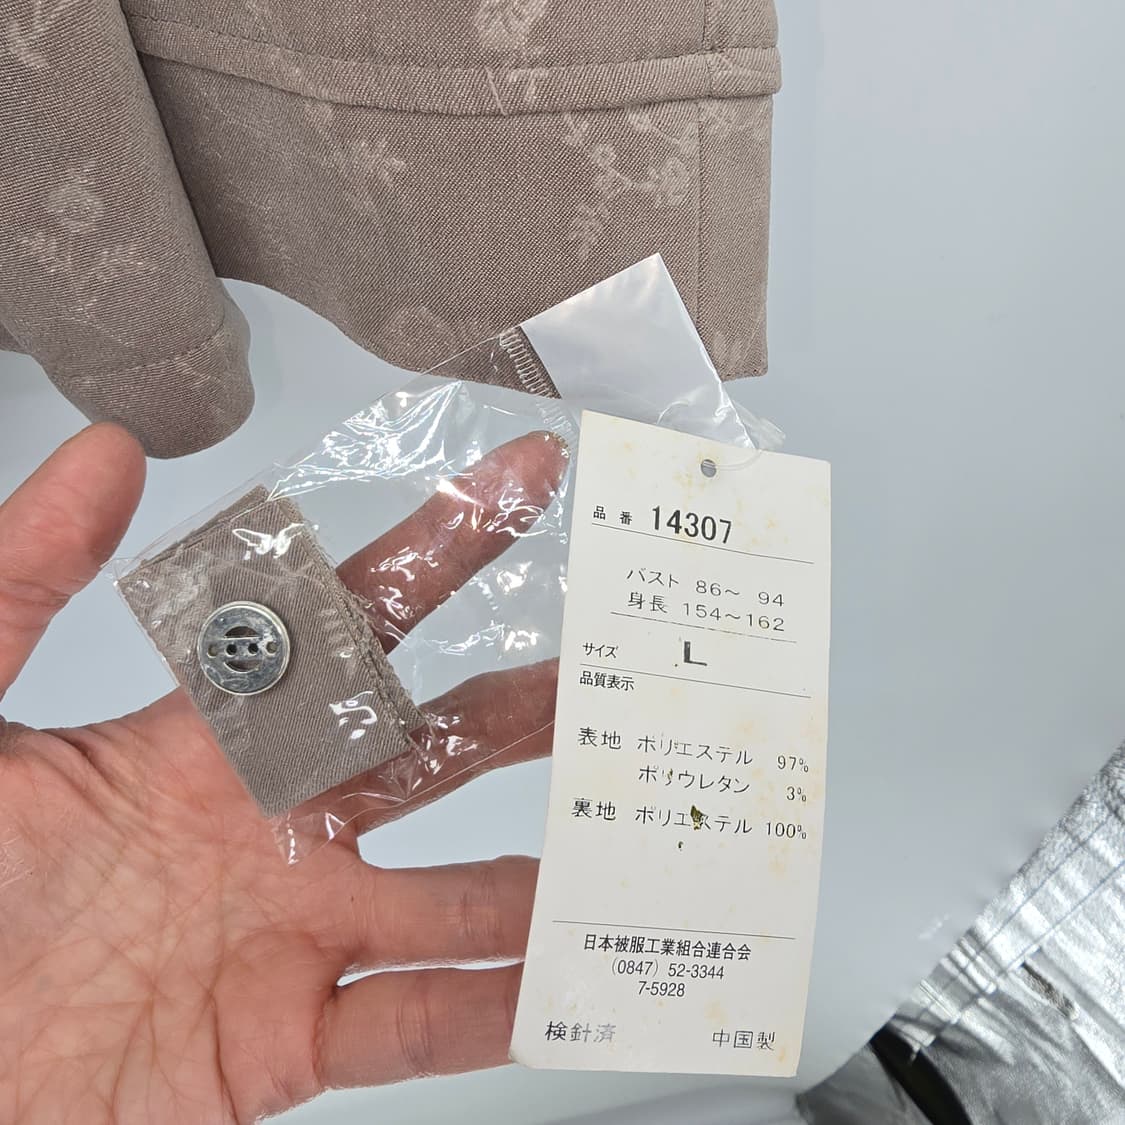 品番 14307
バスト 86～ 94
身長 154～162
サイズ L
品質表示
表地 ポリエステル 97%
ポリウレタン 3%
裏地 ポリエステル 100%
日本被服工業組合連合会
(0847) 52-3344
7-5928
検針済 中国製